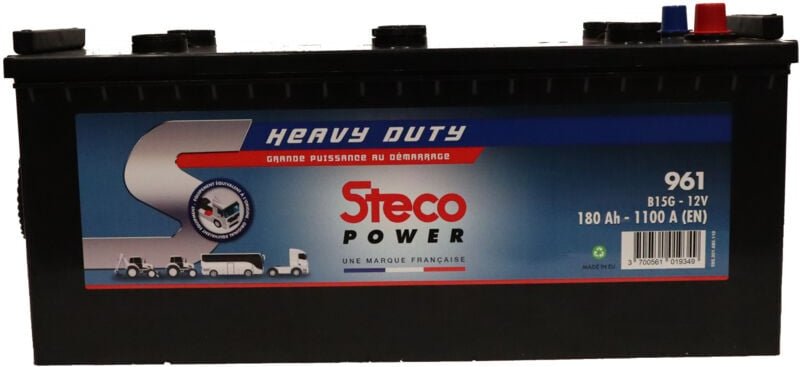 HEAVY DUTY
GRANDE PUISSANCE AU DÉMARRAGE
961
B15G - 12V
180 Ah - 1100 A (EN)
Steco
POWER
UNE MARQUE FRANÇAISE
MADE IN EU
3 700561 019349